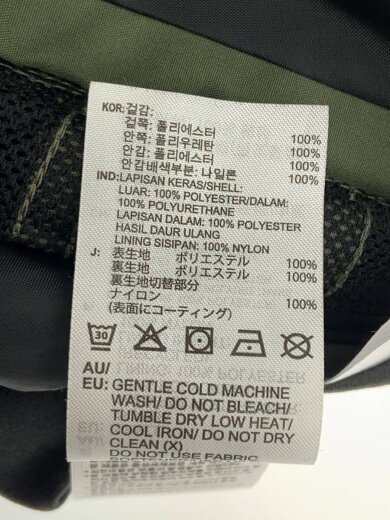 KOR:겉감:
겉쪽: 폴리에스터 100%
안쪽: 폴리우레탄 100%
안감: 폴리에스터 100%
안감배색부분: 나일론 100%
IND:LAPISAN KERAS/SHELL:
LUAR: 100% POLYESTER/DALAM:
100% POLYURETHANE
LAPISAN DALAM: 100% POLYESTER
HASIL DAUR ULANG
LINING SISIPAN: 100% NYLON
J: 表生地 ポリエステル 100%
裏生地 ポリエステル 100%
裏生地切替部分
ナイロン 100%
(表面にコーティング)
30
AU/
EU: GENTLE COLD MACHINE
WASH/ DO NOT BLEACH/
TUMBLE DRY LOW HEAT/
COOL IRON/ DO NOT DRY
CLEAN (X)
DO NOT USE FABRIC